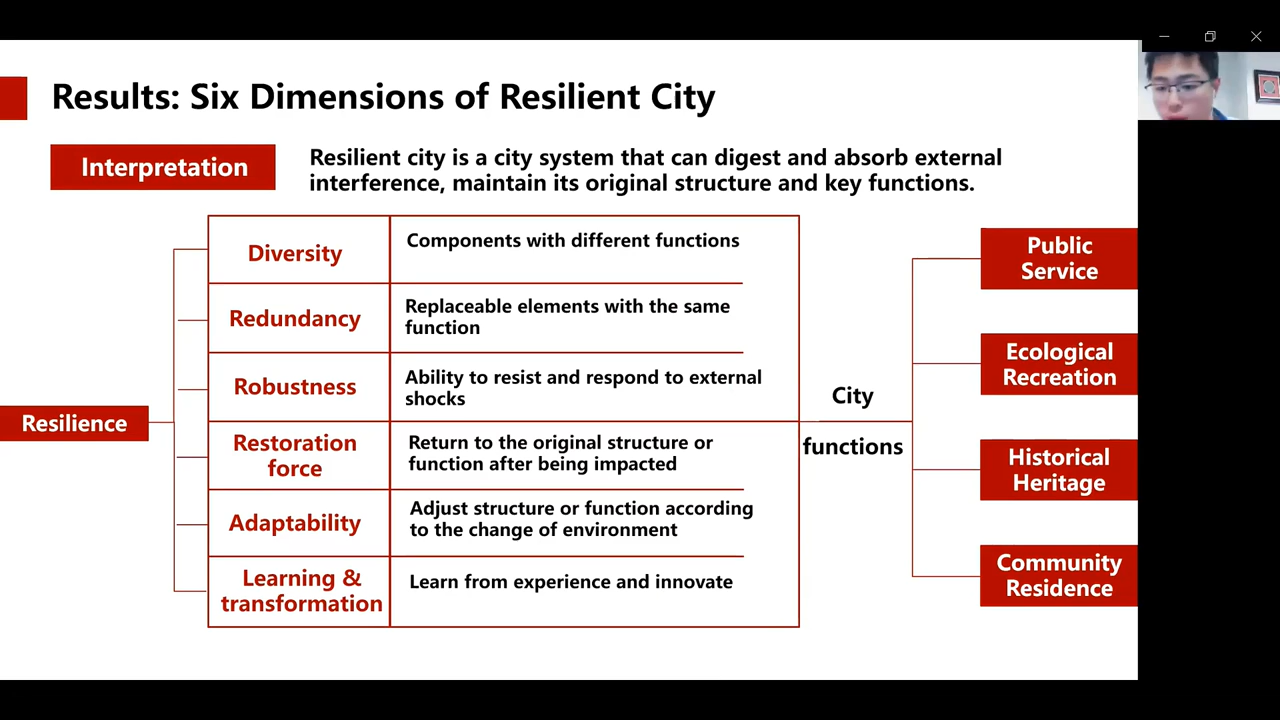 Results: Six Dimensions of Resilient City
Interpretation
Resilient city is a city system that can digest and absorb external
interference, maintain its original structure and key functions.
Resilience
Diversity
Components with different functions
Redundancy
Replaceable elements with the same
function
Robustness
Ability to resist and respond to external
shocks
Restoration
force
Return to the original structure or
function after being impacted
Adaptability
Adjust structure or function according
to the change of environment
Learning &
transformation
Learn from experience and innovate
City
functions
Public
Service
Ecological
Recreation
Historical
Heritage
Community
Residence